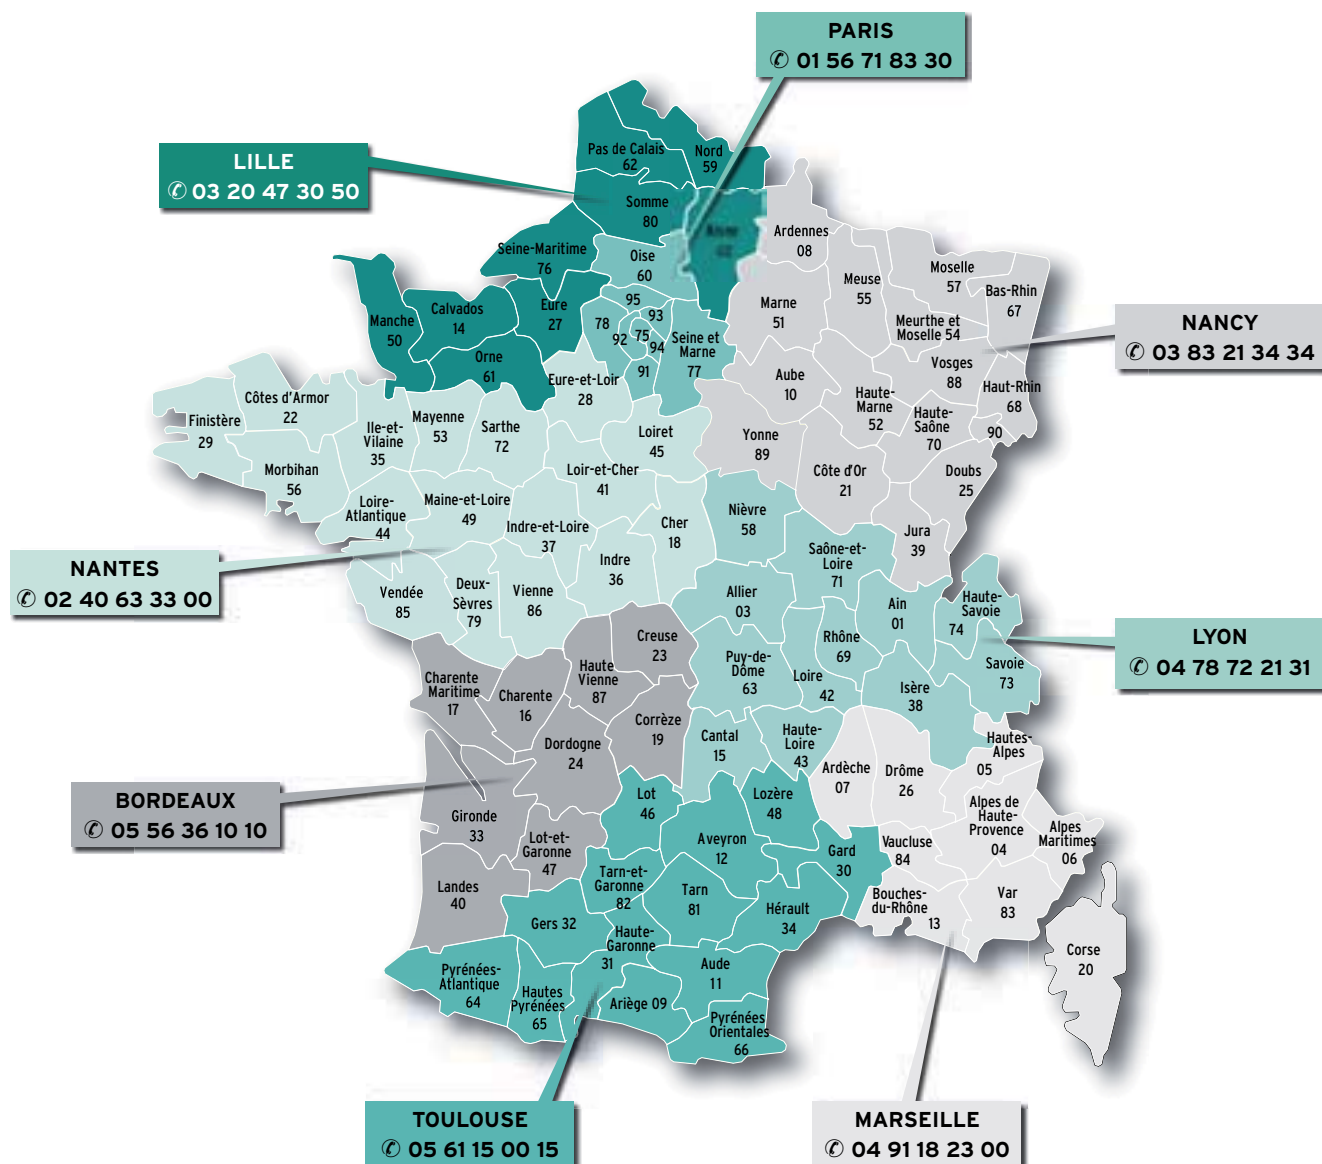 PARIS
✆ 01 56 71 83 30
LILLE
✆ 03 20 47 30 50
Pas de Calais
62
Nord
59
Somme
80
Seine-Maritime
76
Oise
60
Ardennes
08
Manche
50
Calvados
14
Eure
27
Orne
61
95
78
93
92
75
94
91
Seine et
Marne
77
Marne
51
Meuse
55
Moselle
57
Bas-Rhin
67
Meurthe et
Moselle 54
Vosges
88
Haut-Rhin
68
Aube
10
Haute-
Marne
52
Haute-
Saône
70
90
NANCY
✆ 03 83 21 34 34
Finistère
29
Côtes d'Armor
22
Morbihan
56
Ile-et-
Vilaine
35
Mayenne
53
Sarthe
72
Eure-et-Loir
28
Loiret
45
Loir-et-Cher
41
Yonne
89
Côte d'Or
21
Doubs
25
Jura
39
Loire-
Atlantique
44
Maine-et-Loire
49
Indre-et-Loire
37
Cher
18
Indre
36
Nièvre
58
Saône-et-
Loire
71
NANTES
✆ 02 40 63 33 00
Vendée
85
Deux-
Sèvres
79
Vienne
86
Allier
03
Ain
01
Haute-
Savoie
74
Rhône
69
Savoie
73
LYON
✆ 04 78 72 21 31
Creuse
23
Haute
Vienne
87
Puy-de-
Dôme
63
Loire
42
Isère
38
Charente
Maritime
17
Charente
16
Corrèze
19
Dordogne
24
Cantal
15
Haute-
Loire
43
Ardèche
07
Drôme
26
Hautes-
Alpes
05
BORDEAUX
✆ 05 56 36 10 10
Gironde
33
Lot-et-
Garonne
47
Landes
40
Lot
46
Lozère
48
Aveyron
12
Gard
30
Vaucluse
84
Alpes de
Haute-
Provence
04
Alpes
Maritimes
06
Tarn-et-
Garonne
82
Tarn
81
Hérault
34
Bouches-
du-Rhône
13
Var
83
Gers 32
Haute-
Garonne
31
Aude
11
Corse
20
Pyrénées-
Atlantique
64
Hautes
Pyrénées
65
Ariège 09
Pyrénées
Orientales
66
TOULOUSE
✆ 05 61 15 00 15
MARSEILLE
✆ 04 91 18 23 00